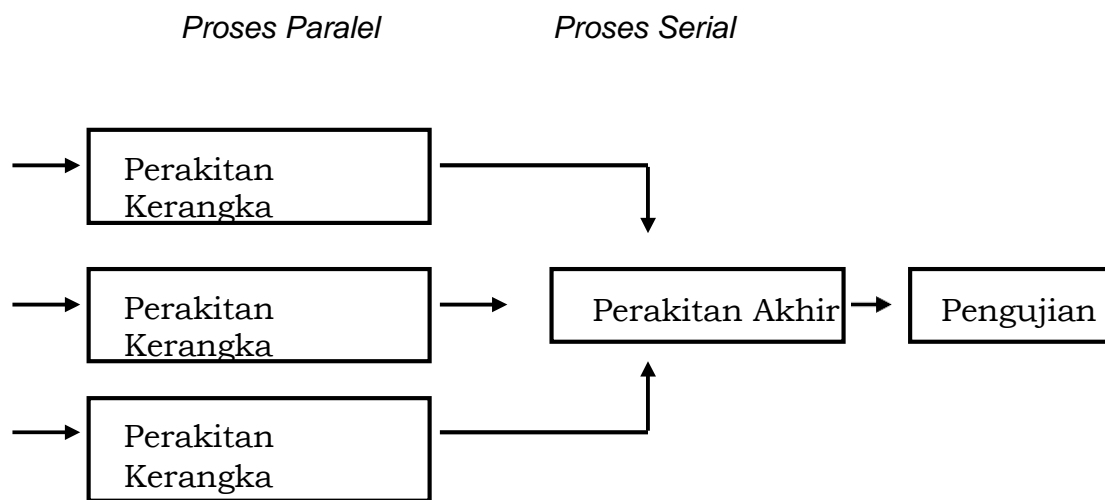 Proses Paralel
Proses Serial
Perakitan
Kerangka
Perakitan
Kerangka
Perakitan Akhir
Pengujian
Perakitan
Kerangka